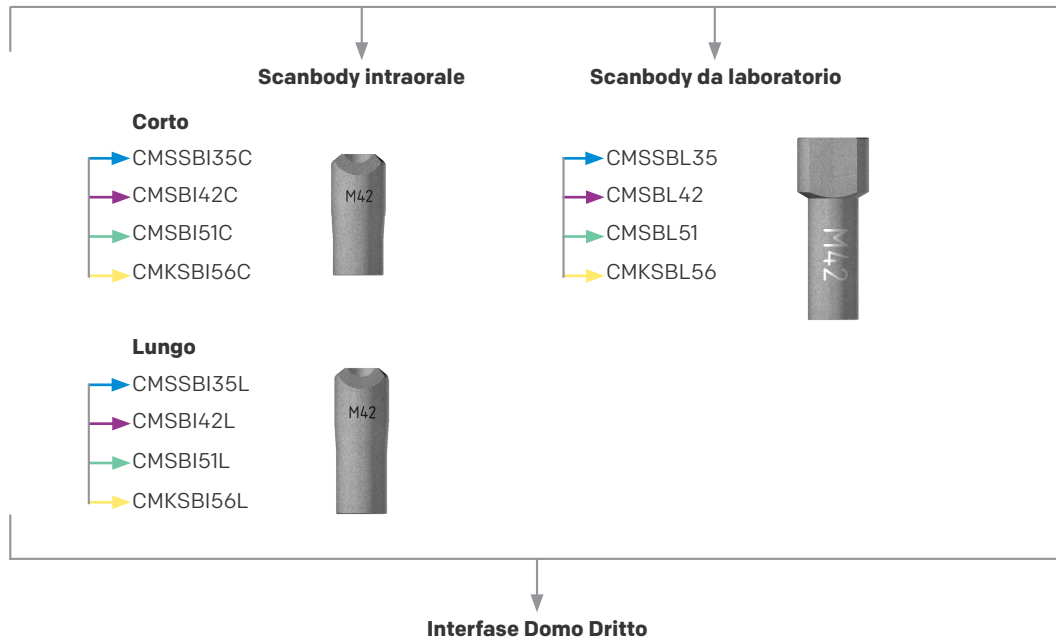 Scanbody intraorale
Corto
CMSSBI35C
CMSBI42C
CMSBI51C
CMKSBI56C
M42
Lungo
CMSSBI35L
CMSBI42L
CMSBI51L
CMKSBI56L
M42
Scanbody da laboratorio
CMSSBL35
CMSBL42
CMSBL51
CMKSBL56
M42
Interfase Domo Dritto